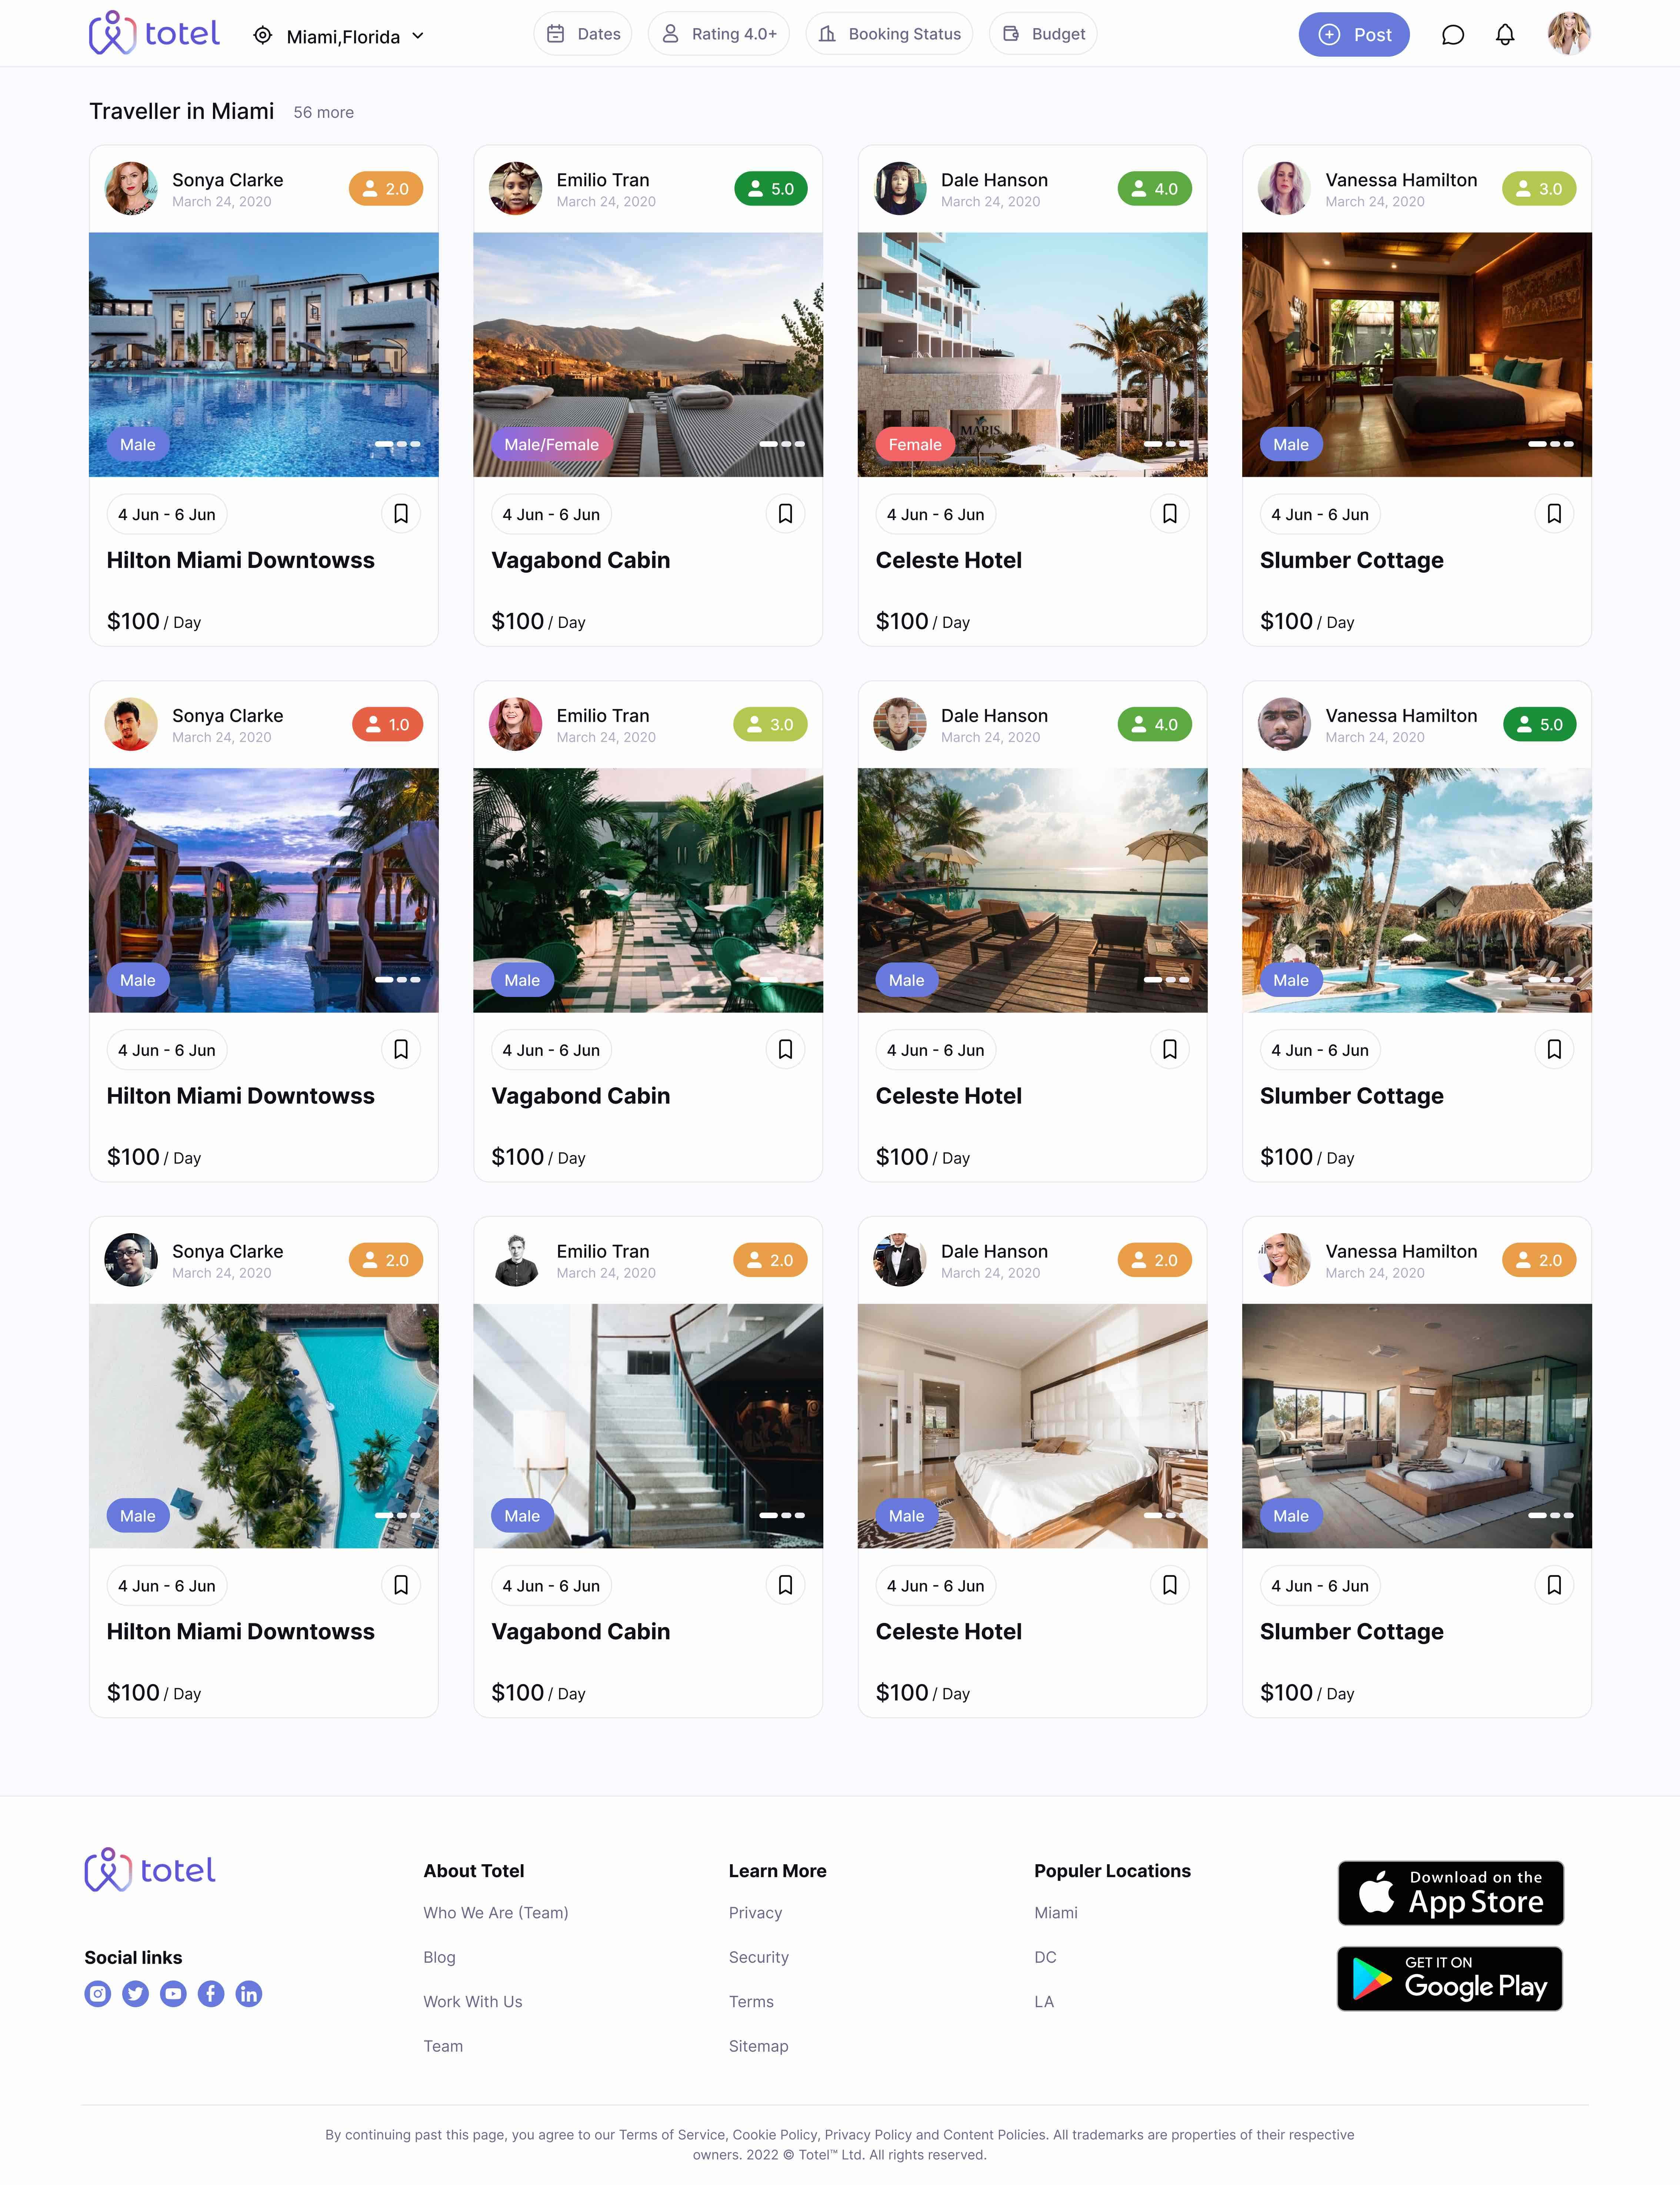 totel
Miami,Florida
Dates
Rating 4.0+
Booking Status
Budget
Post
Traveller in Miami 56 more
Sonya Clarke
March 24, 2020
2.0
Male
4 Jun - 6 Jun
Hilton Miami Downtowss
$100 / Day
Emilio Tran
March 24, 2020
5.0
Male/Female
4 Jun - 6 Jun
Vagabond Cabin
$100 / Day
Dale Hanson
March 24, 2020
4.0
MARIS
Female
4 Jun - 6 Jun
Celeste Hotel
$100 / Day
Vanessa Hamilton
March 24, 2020
3.0
Male
4 Jun - 6 Jun
Slumber Cottage
$100 / Day
Sonya Clarke
March 24, 2020
1.0
Male
4 Jun - 6 Jun
Hilton Miami Downtowss
$100 / Day
Emilio Tran
March 24, 2020
3.0
Male
4 Jun - 6 Jun
Vagabond Cabin
$100 / Day
Dale Hanson
March 24, 2020
4.0
Male
4 Jun - 6 Jun
Celeste Hotel
$100 / Day
Vanessa Hamilton
March 24, 2020
5.0
Male
4 Jun - 6 Jun
Slumber Cottage
$100 / Day
Sonya Clarke
March 24, 2020
2.0
Male
4 Jun - 6 Jun
Hilton Miami Downtowss
$100 / Day
Emilio Tran
March 24, 2020
2.0
Male
4 Jun - 6 Jun
Vagabond Cabin
$100 / Day
Dale Hanson
March 24, 2020
2.0
Male
4 Jun - 6 Jun
Celeste Hotel
$100 / Day
Vanessa Hamilton
March 24, 2020
2.0
Male
4 Jun - 6 Jun
Slumber Cottage
$100 / Day
totel
Social links
About Totel
Who We Are (Team)
Blog
Work With Us
Team
Learn More
Privacy
Security
Terms
Sitemap
Populer Locations
Miami
DC
LA
Download on the
App Store
GET IT ON
Google Play
By continuing past this page, you agree to our Terms of Service, Cookie Policy, Privacy Policy and Content Policies. All trademarks are properties of their respective
owners. 2022 © Totel™ Ltd. All rights reserved.